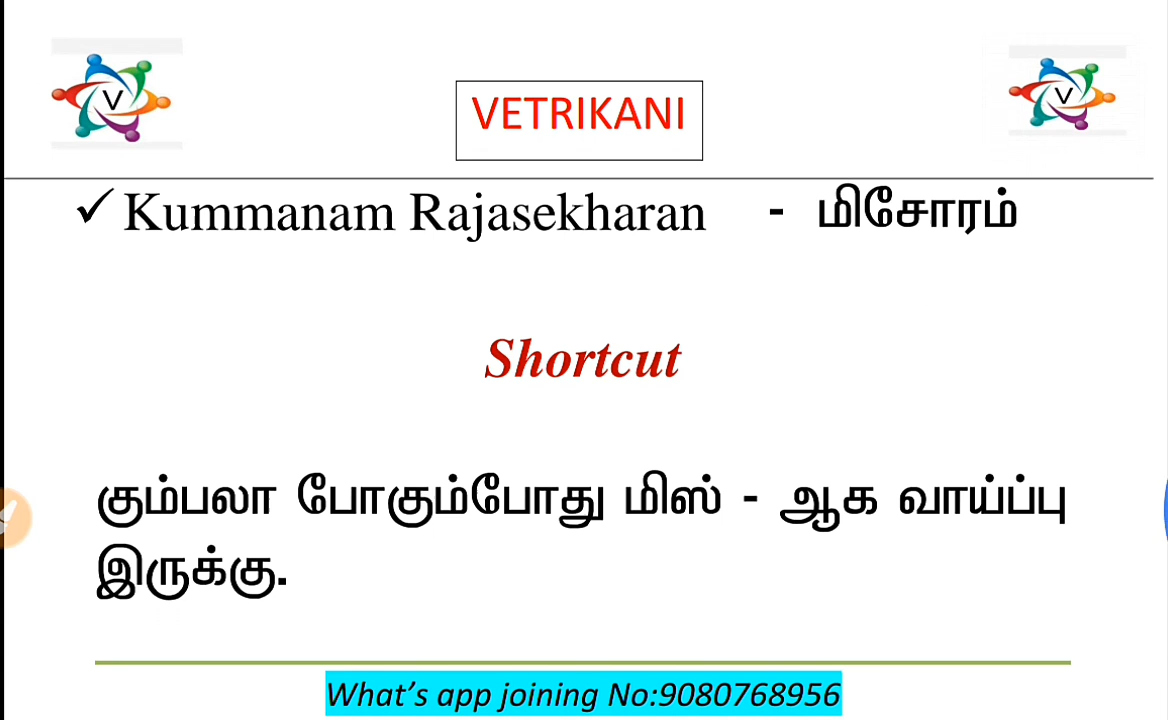 V
V
VETRIKANI
✓ Kummanam Rajasekharan - மிசோரம்
Shortcut
கும்பலா போகும்போது மிஸ் - ஆக வாய்ப்பு
இருக்கு.
What's app joining No:9080768956